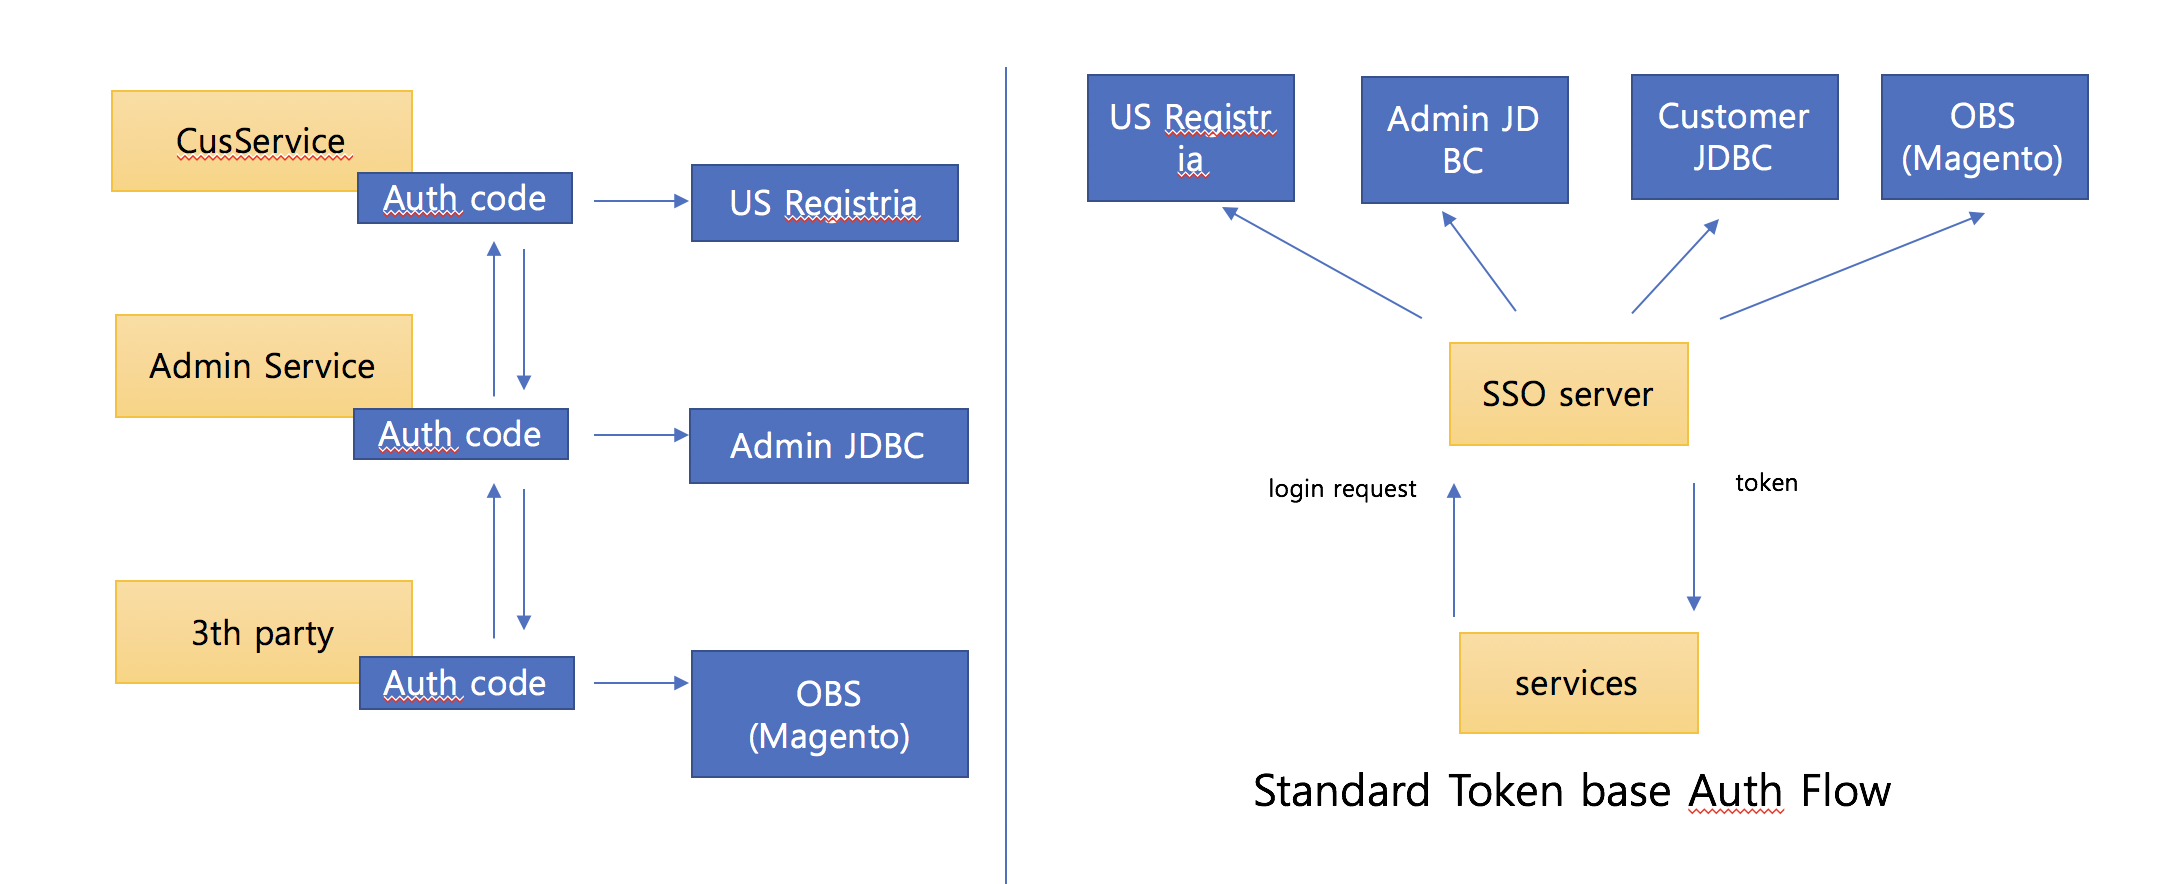 CusService
Auth code
US Registria
Admin Service
Auth code
Admin JDBC
3th party
Auth code
OBS
(Magento)
US Registr
ia
Admin JD
BC
Customer
JDBC
OBS
(Magento)
SSO server
login request
token
services
Standard Token base Auth Flow